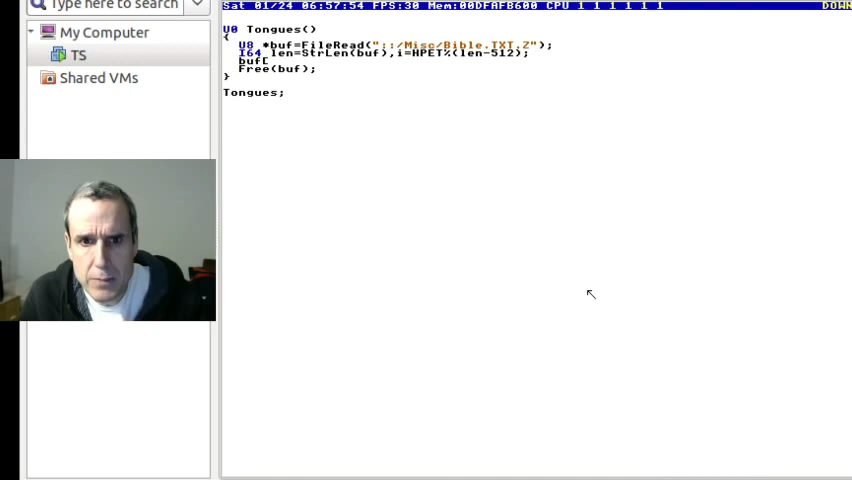 Type here to search
My Computer
TS
Shared VMs
Sat 01/24 06:57:54 FPS:30 Mem:00DFAFB600 CPU 1 1 1 1 1 1 DOWN
U0 Tongues()
{
U8 *buf=FileRead("::/Misc/Bible.TXT.Z");
I64 len=StrLen(buf),i=HPET%(len-512);
buf[
Free(buf);
}
Tongues;